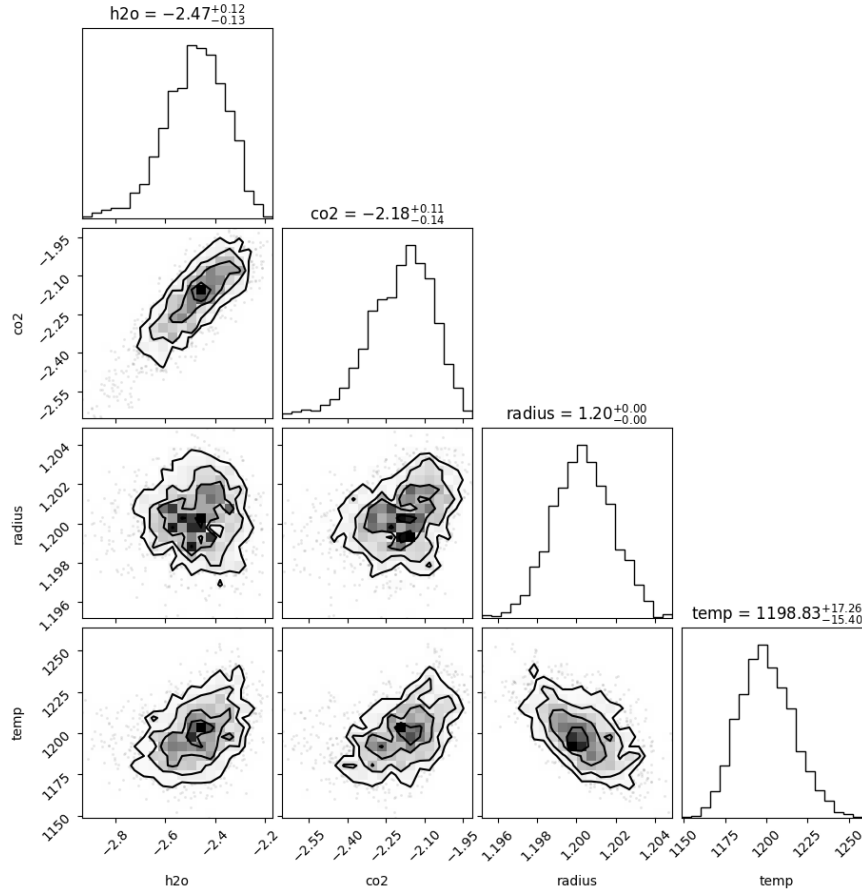 h2o = −2.47+0.12 −0.13
co2 = −2.18+0.11 −0.14
radius = 1.20+0.00 −0.00
temp = 1198.83+17.26 −15.40
co2
−1.95
−2.10
−2.25
−2.40
−2.55
radius
1.204
1.202
1.200
1.198
1.196
temp
1250
1225
1200
1175
1150
−2.8 −2.6 −2.4 −2.2
−2.55 −2.40 −2.25 −2.10 −1.95
1.196 1.198 1.200 1.202 1.204
1150 1175 1200 1225 1250
h2o co2 radius temp